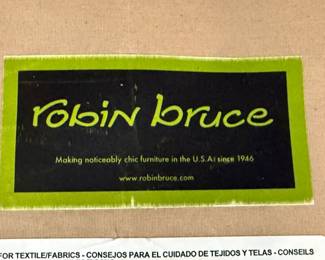 robin bruce
Making noticeably chic furniture in the U.S.A. since 1946
www.robinbruce.com
FOR TEXTILE/FABRICS - CONSEJOS PARA EL CUIDADO DE TEJIDOS Y TELAS - CONSEILS